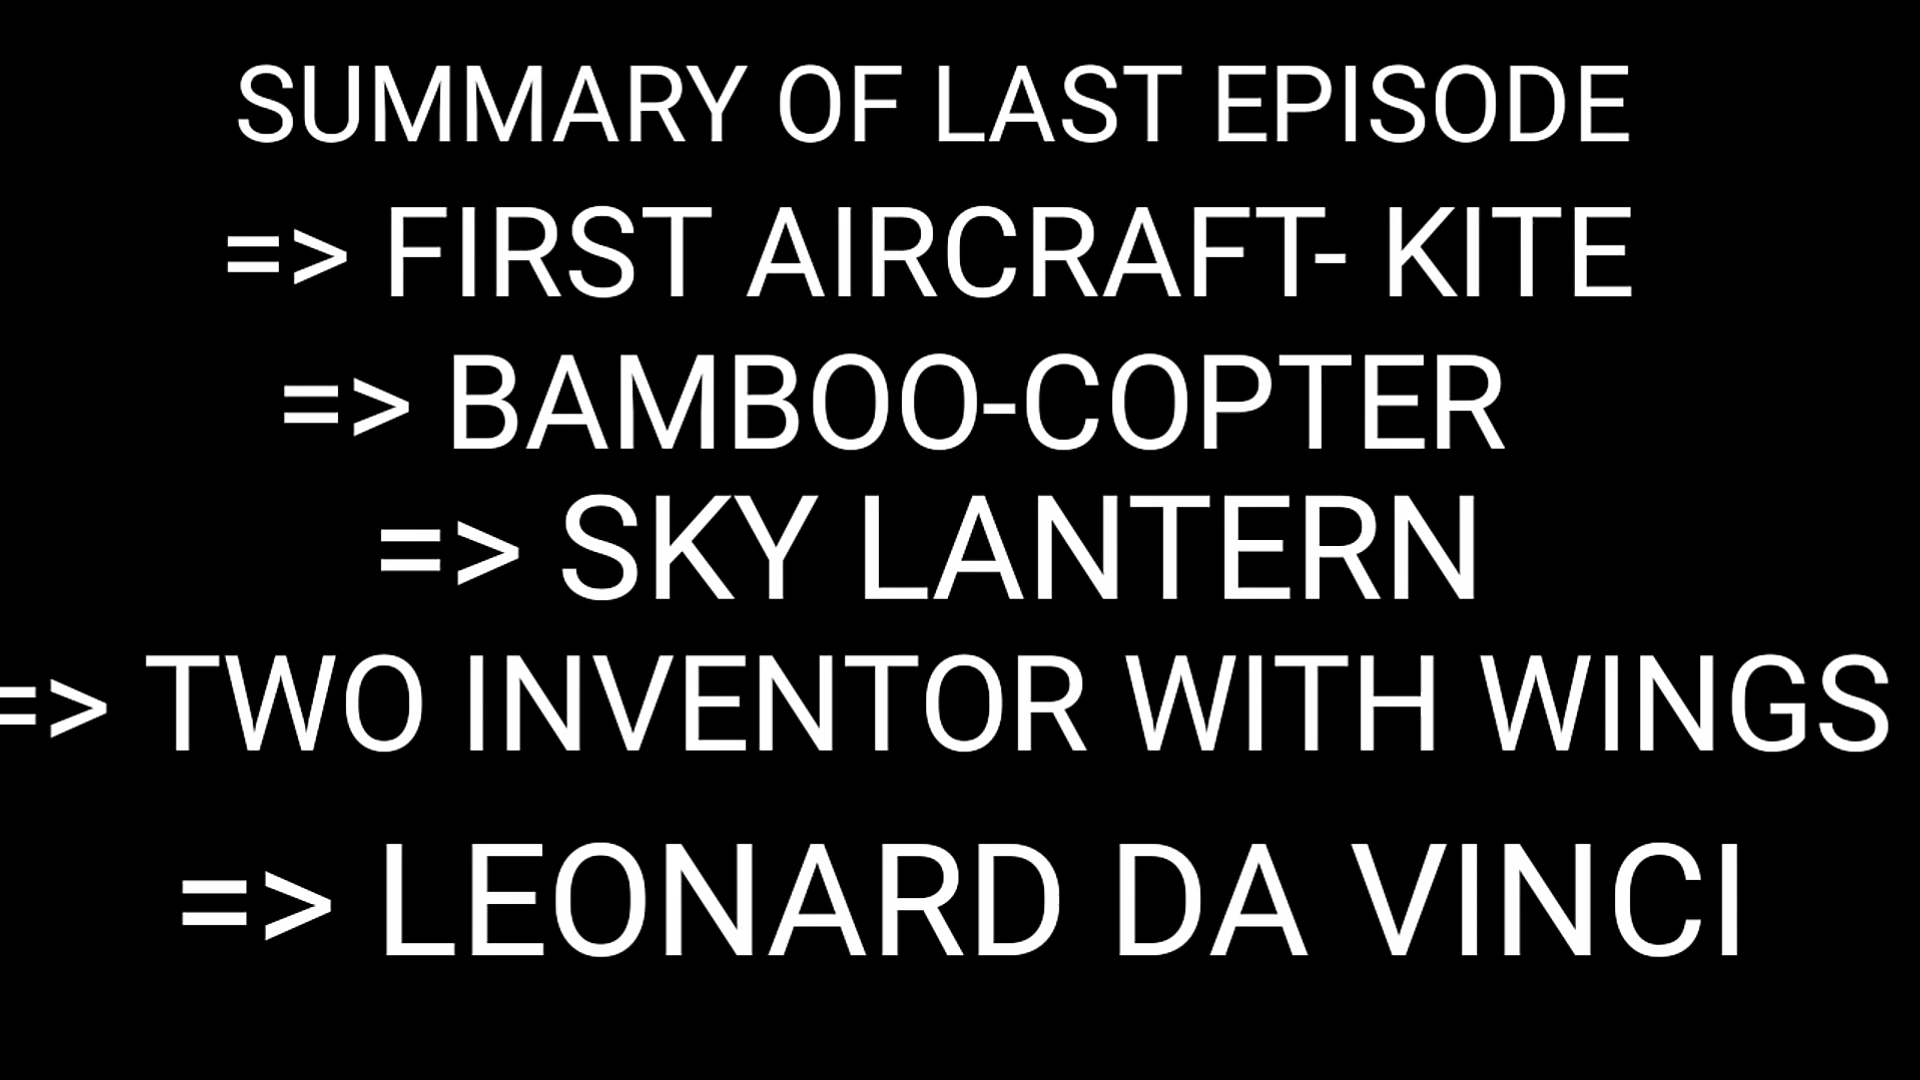 SUMMARY OF LAST EPISODE
=> FIRST AIRCRAFT- KITE
=> BAMBOO-COPTER
=> SKY LANTERN
=> TWO INVENTOR WITH WINGS
=> LEONARD DA VINCI